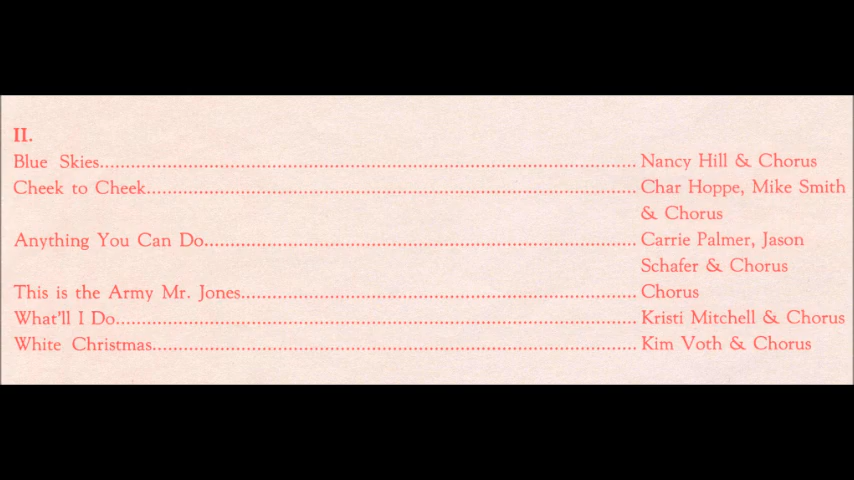 II.
Blue Skies.................................................................................... Nancy Hill & Chorus
Cheek to Cheek............................................................................. Char Hoppe, Mike Smith
& Chorus
Anything You Can Do.................................................................... Carrie Palmer, Jason
Schafer & Chorus
This is the Army Mr. Jones.............................................................. Chorus
What'll I Do.................................................................................. Kristi Mitchell & Chorus
White Christmas............................................................................ Kim Voth & Chorus